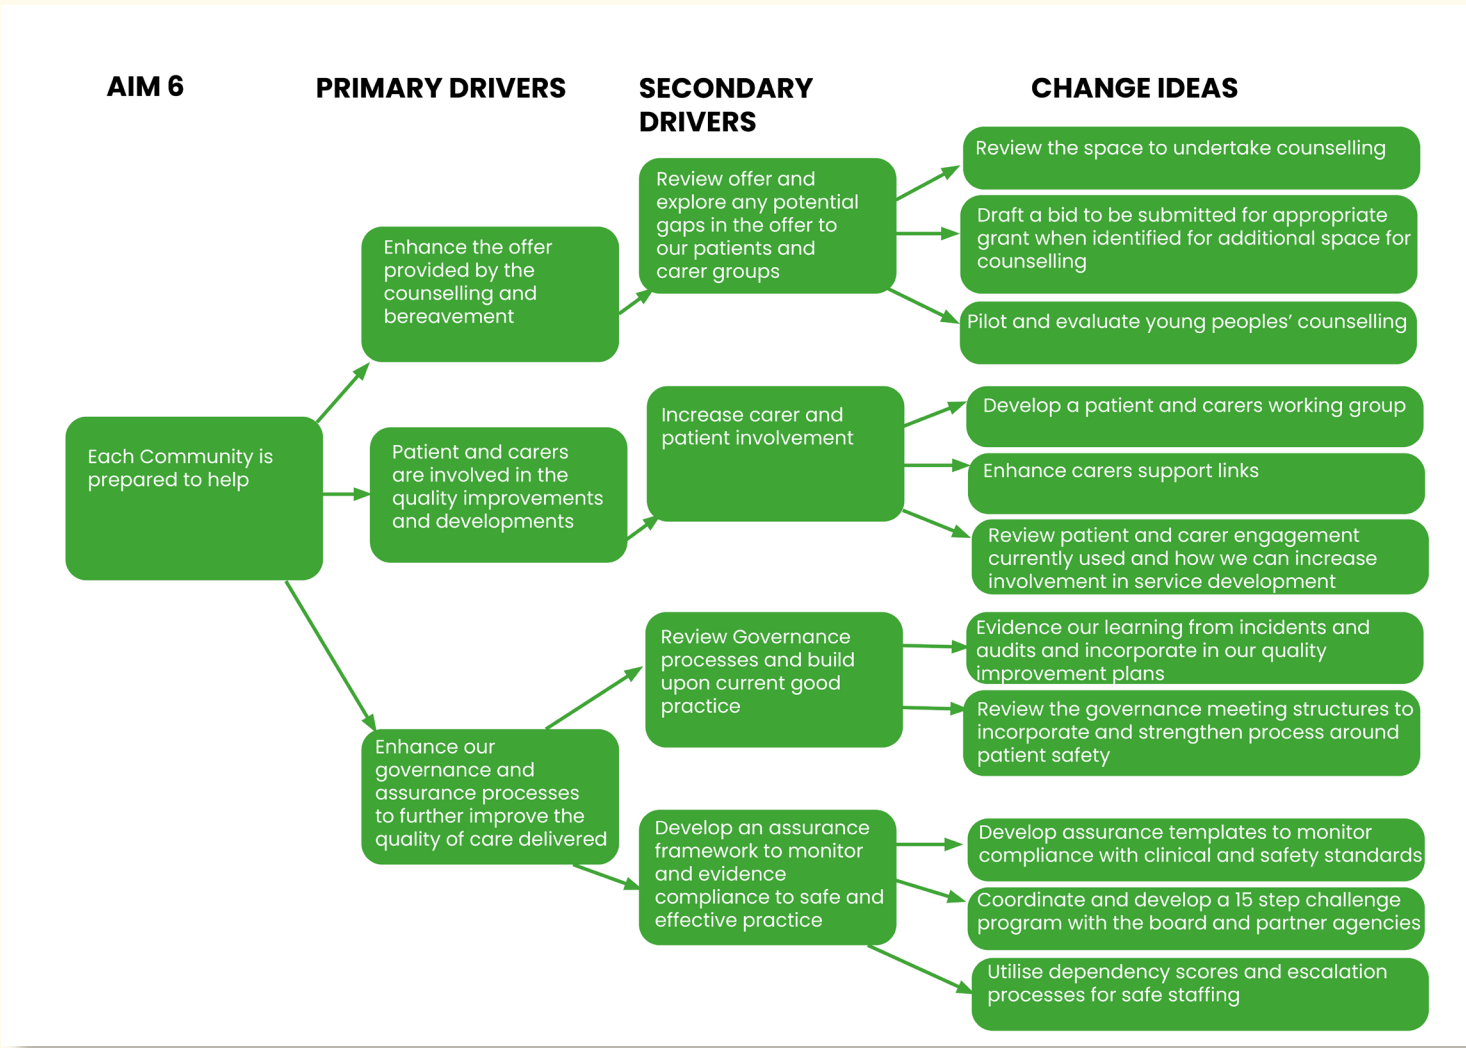 AIM 6
PRIMARY DRIVERS
SECONDARY
DRIVERS
CHANGE IDEAS
Each Community is
prepared to help
Enhance the offer
provided by the
counselling and
bereavement
Patient and carers
are involved in the
quality improvements
and developments
Enhance our
governance and
assurance processes
to further improve the
quality of care delivered
Review offer and
explore any potential
gaps in the offer to
our patients and
carer groups
Increase carer and
patient involvement
Review Governance
processes and build
upon current good
practice
Develop an assurance
framework to monitor
and evidence
compliance to safe and
effective practice
Review the space to undertake counselling
Draft a bid to be submitted for appropriate
grant when identified for additional space for
counselling
Pilot and evaluate young peoples’ counselling
Develop a patient and carers working group
Enhance carers support links
Review patient and carer engagement
currently used and how we can increase
involvement in service development
Evidence our learning from incidents and
audits and incorporate in our quality
improvement plans
Review the governance meeting structures to
incorporate and strengthen process around
patient safety
Develop assurance templates to monitor
compliance with clinical and safety standards
Coordinate and develop a 15 step challenge
program with the board and partner agencies
Utilise dependency scores and escalation
processes for safe staffing